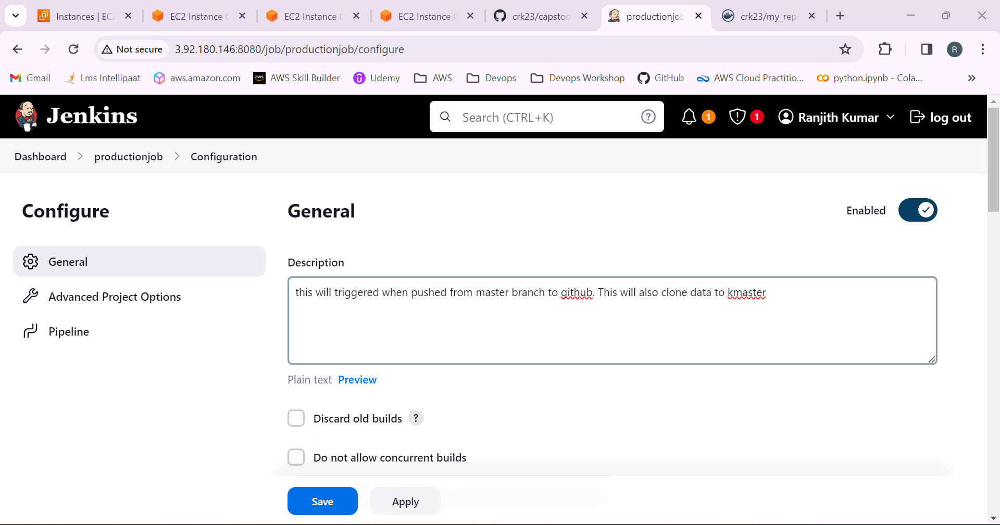 Instances | EC2
EC2 Instance C
EC2 Instance C
EC2 Instance C
crk23/capston
productionjob
crk23/my_rep
Not secure
3.92.180.146:8080/job/productionjob/configure
R
Gmail
Lms Intellipaat
aws.amazon.com
aws
AWS Skill Builder
Udemy
AWS
Devops
Devops Workshop
GitHub
AWS Cloud Practitio...
python.ipynb - Cola...
Jenkins
Search (CTRL+K)
?
1
1
Ranjith Kumar
log out
Dashboard
productionjob
Configuration
Configure
General
Advanced Project Options
Pipeline
General
Enabled
Description
this will triggered when pushed from master branch to github. This will also clone data to kmaster
Plain text Preview
Discard old builds ?
Do not allow concurrent builds
Save
Apply